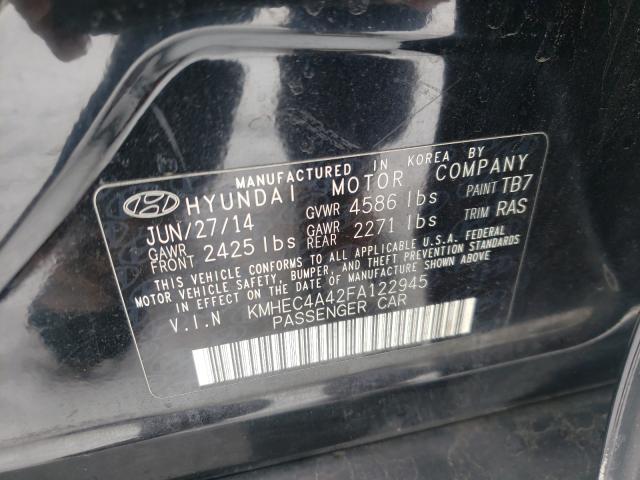 MANUFACTURED IN KOREA BY
HYUNDAI MOTOR COMPANY
JUN/27/14 GVWR 4586 lbs PAINT TB7
GAWR FRONT 2425 lbs GAWR REAR 2271 lbs TRIM RAS
THIS VEHICLE CONFORMS TO ALL APPLICABLE U.S.A. FEDERAL
MOTOR VEHICLE SAFETY, BUMPER, AND THEFT PREVENTION STANDARDS
IN EFFECT ON THE DATE OF MANUFACTURE SHOWN ABOVE.
V.I.N KMHEC4A42FA122945
PASSENGER CAR